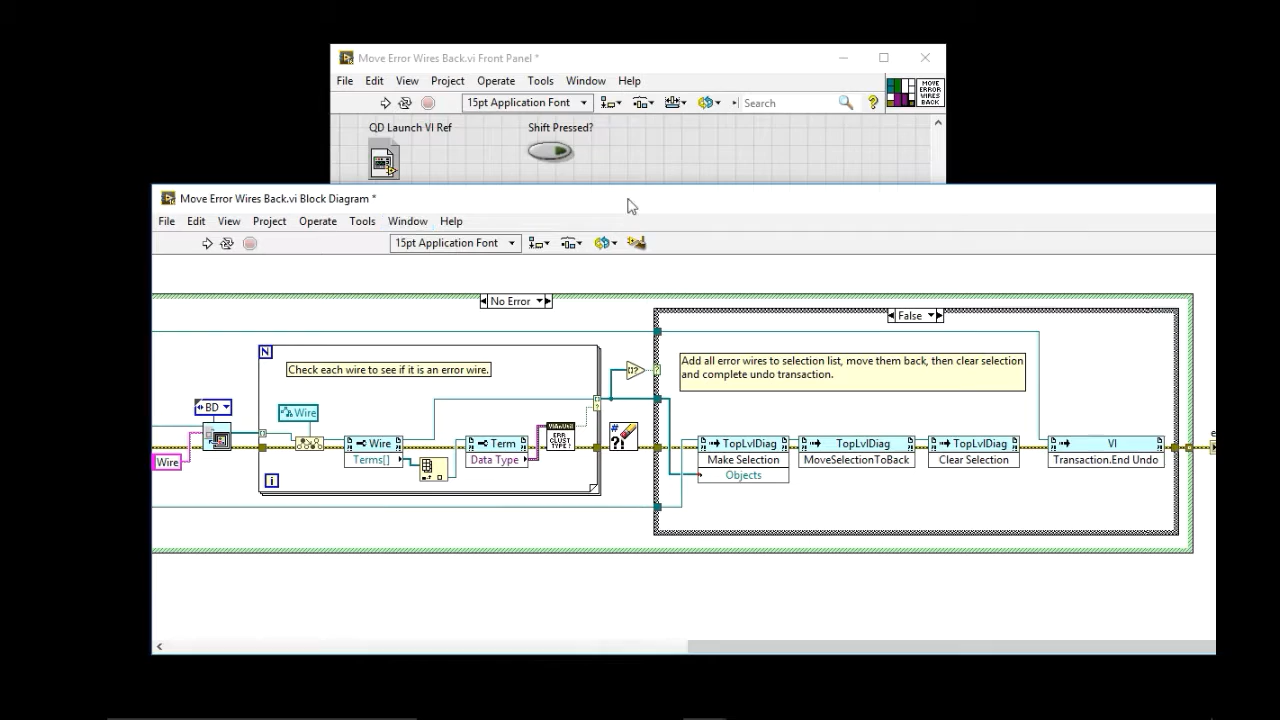 Move Error Wires Back.vi Front Panel *
File Edit View Project Operate Tools Window Help
15pt Application Font
Search
?
MOVE
ERROR
WIRES
BACK
QD Launch VI Ref
Shift Pressed?
Move Error Wires Back.vi Block Diagram *
File Edit View Project Operate Tools Window Help
15pt Application Font
No Error
False
N
Check each wire to see if it is an error wire.
Add all error wires to selection list, move them back, then clear selection
and complete undo transaction.
BD
Wire
Wire
Wire
Terms[]
Term
Data Type
ERR
TYPE?
#
?!
TopLvlDiag
Make Selection
Objects
TopLvlDiag
MoveSelectionToBack
TopLvlDiag
Clear Selection
VI
Transaction.End Undo
i